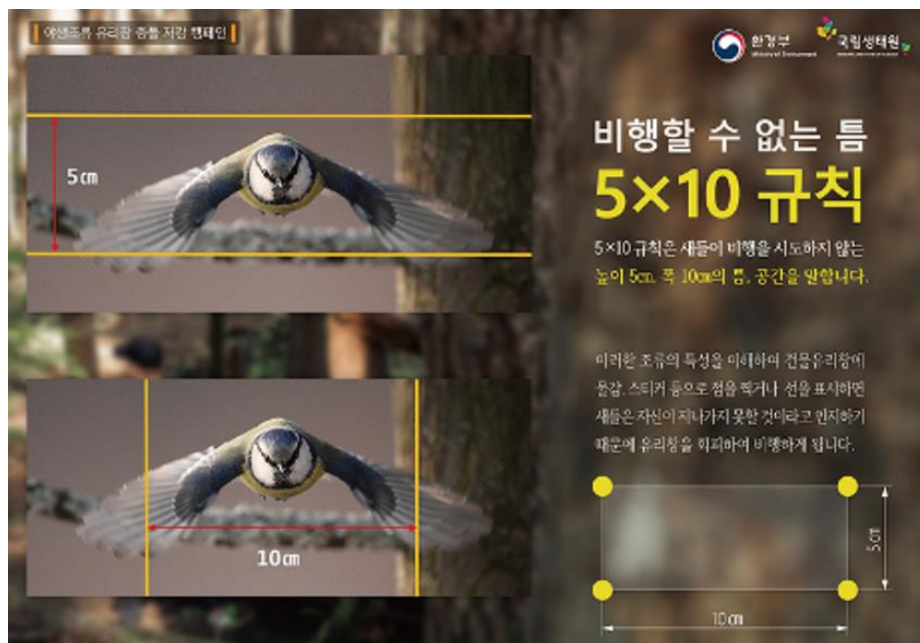 야생조류 유리창 충돌 저감 캠페인
환경부
Ministry of Environment
국립생태원
비행할 수 없는 틈
5×10 규칙
5×10 규칙은 새들이 비행을 시도하지 않는
높이 5cm, 폭 10cm의 틈, 공간을 말합니다.
5㎝
이러한 조류의 특성을 이해하여 건물유리창에
물감, 스티커 등으로 점을 찍거나 선을 표시하면
새들은 자신이 지나가지 못할 것이라고 인지하기
때문에 유리창을 회피하여 비행하게 됩니다.
10㎝
5㎝
10㎝